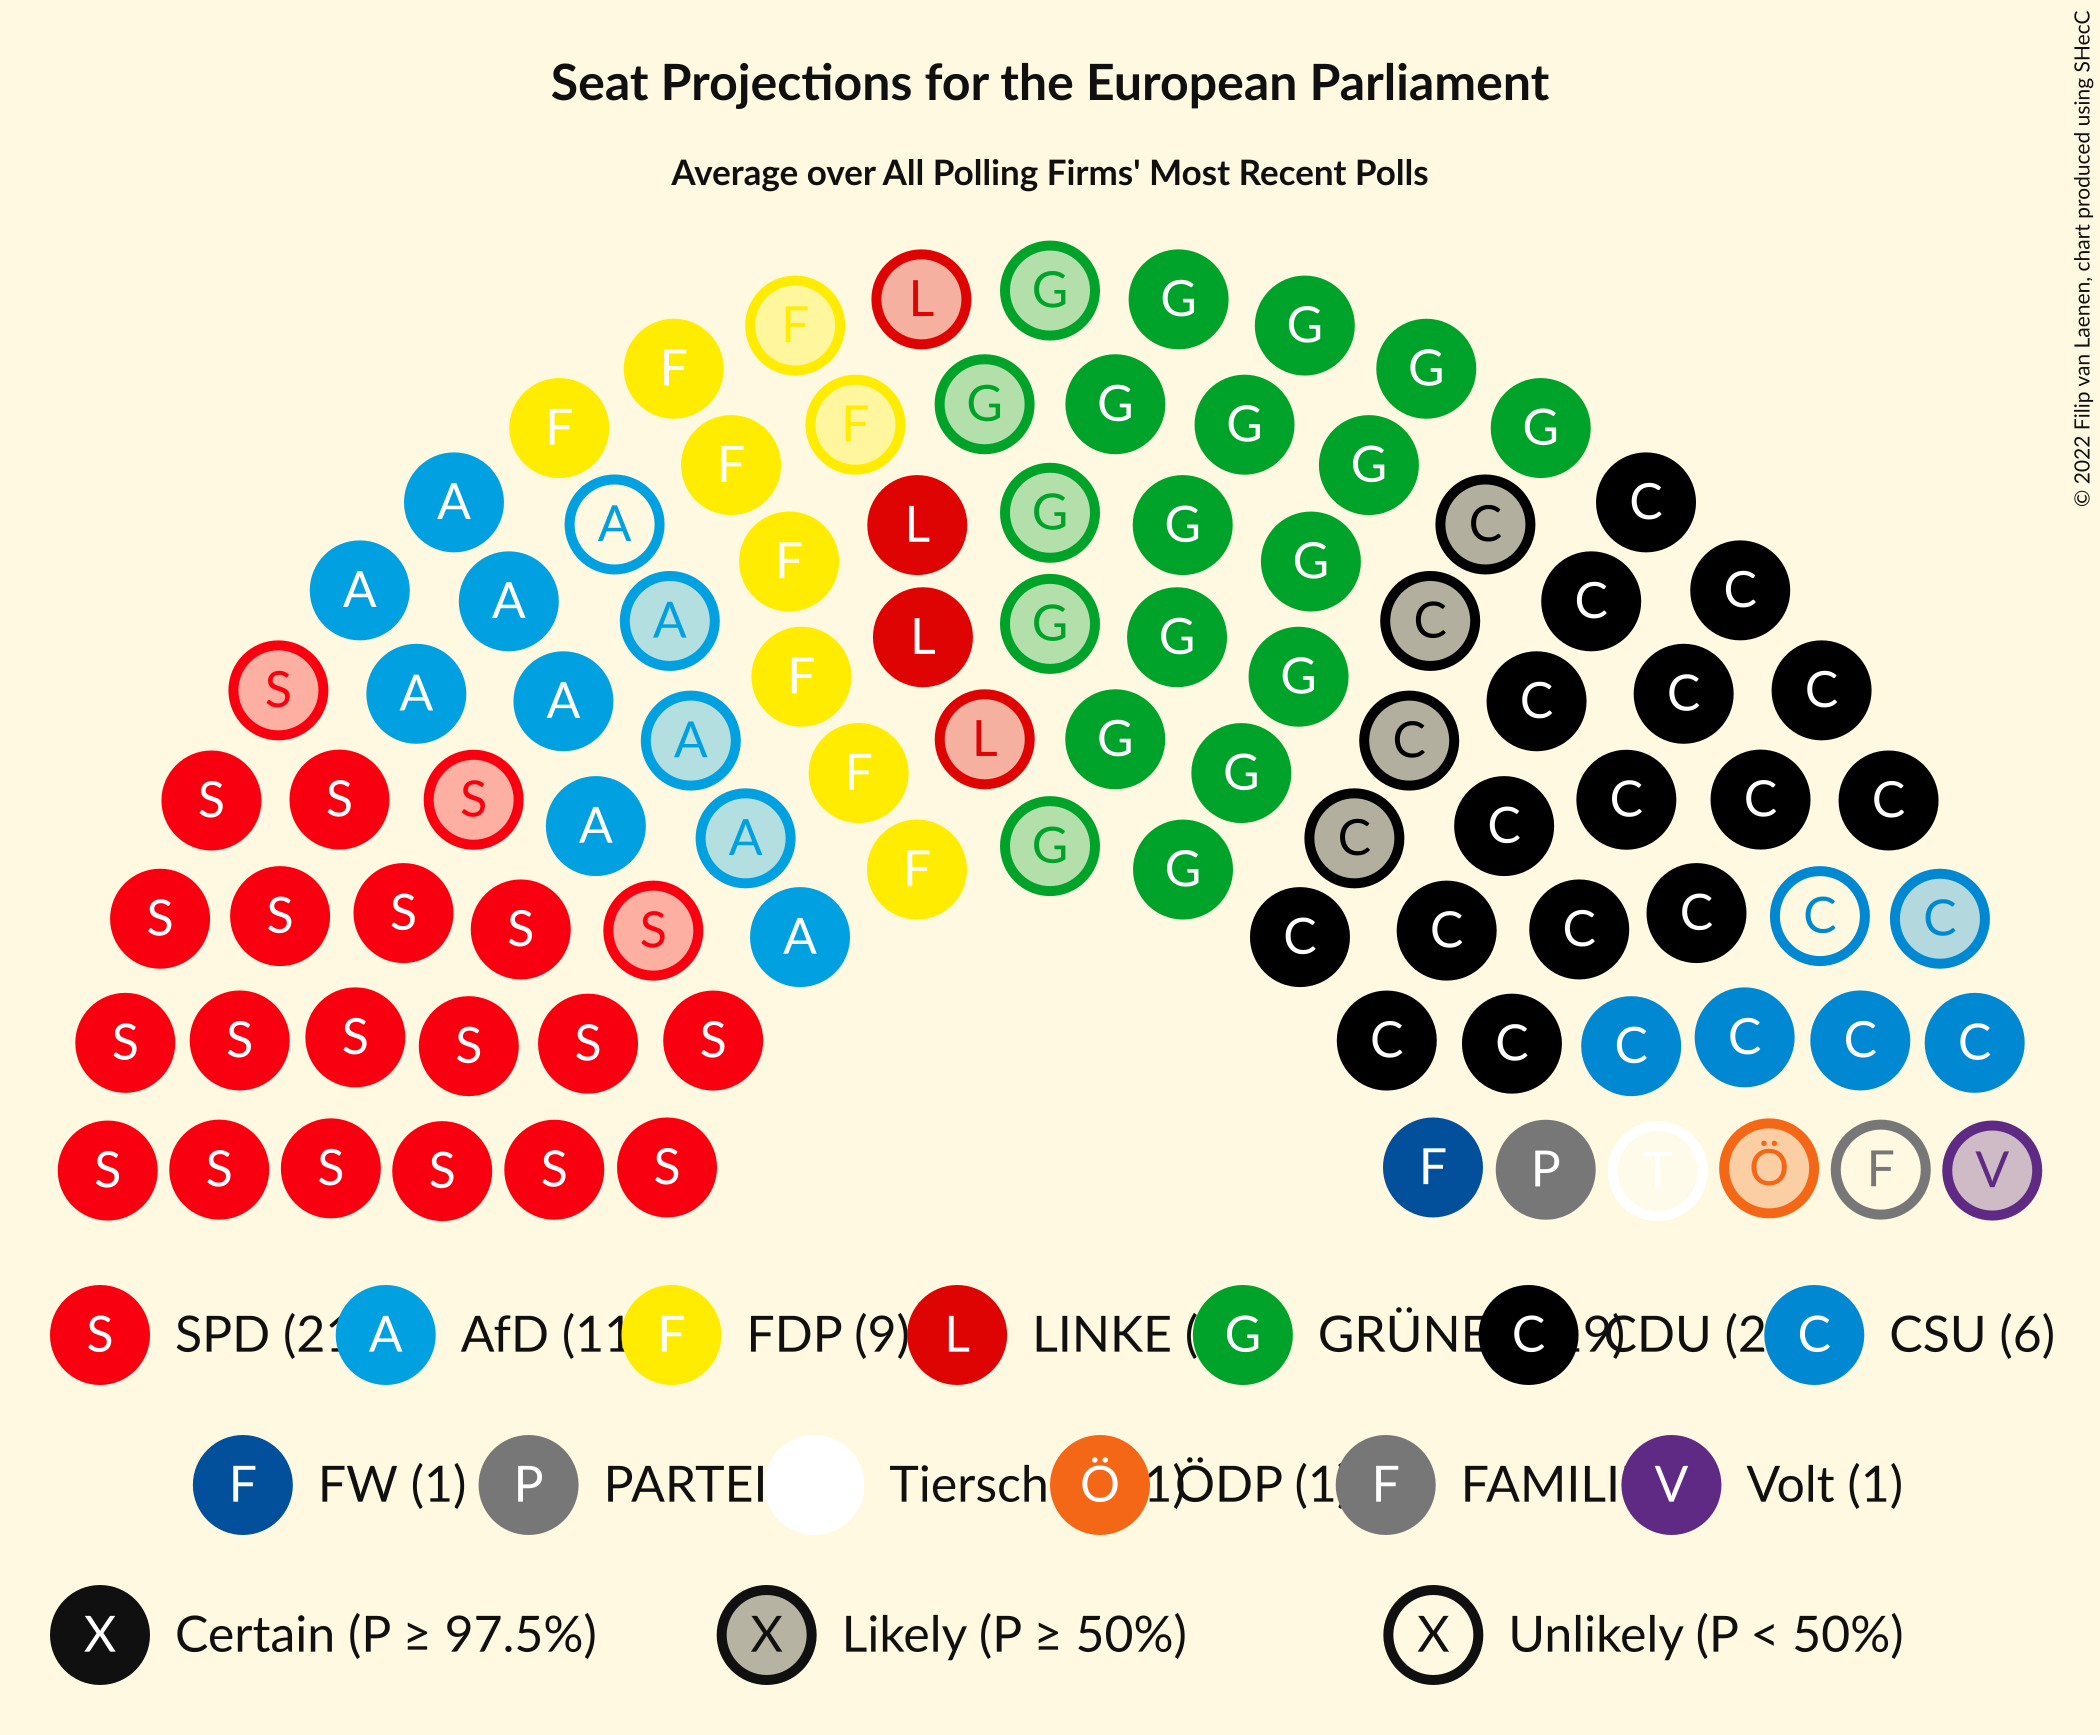 © 2022 Filip van Laenen, chart produced using SHecC
Seat Projections for the European Parliament
Average over All Polling Firms' Most Recent Polls
L G G G
F F G
F F G G G G G
A F A F L G G G C C
A A A F L G G G C C C
S A A A F L G G C C C C
S S S A A F G G C C C C C
S S S S S A C C C C C C
S S S S S S C C C C C C
S S S S S S F P T Ö F V
S SPD (21 A AfD (11 F FDP (9) L LINKE ( G GRÜNE C 9) CDU (2 C CSU (6)
F FW (1) P PARTEI Tiersch Ö 1) ÖDP (1 F FAMILI V Volt (1)
X Certain (P ≥ 97.5%) X Likely (P ≥ 50%) X Unlikely (P < 50%)